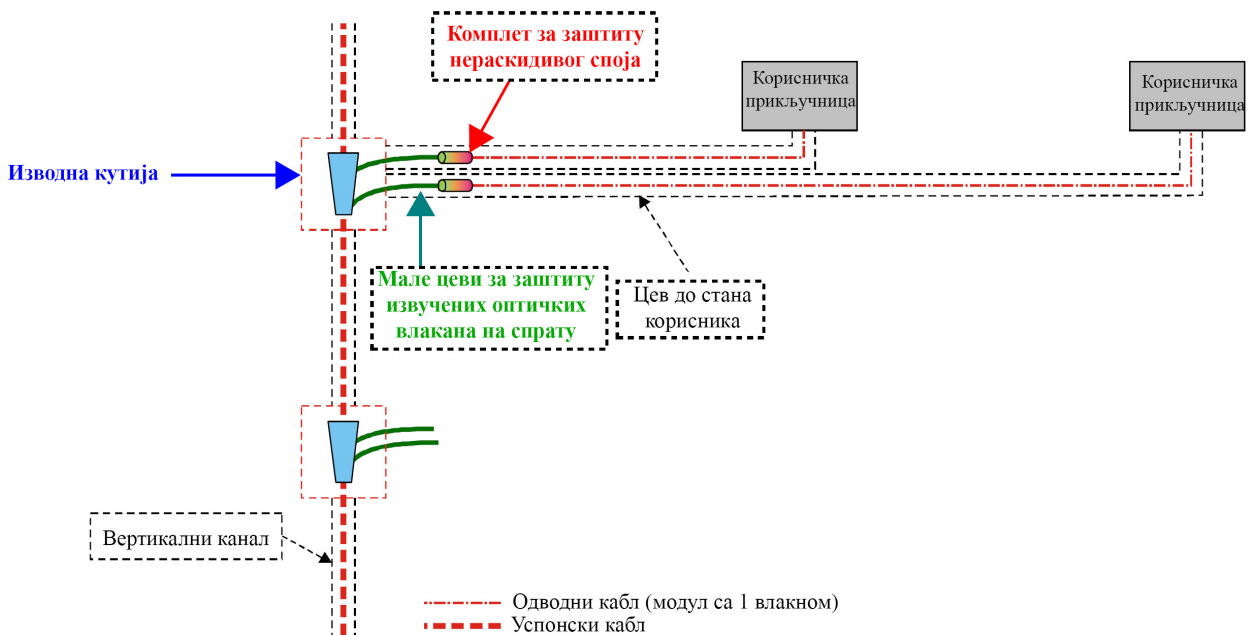 Комплет за заштиту
нераскидивог споја
Корисничка
прикључница
Корисничка
прикључница
Изводна кутија
Мале цеви за заштиту
извучених оптичких
влакана на спрату
Цев до стана
корисника
Вертикални канал
Одводни кабл (модул са 1 влакном)
Успонски кабл